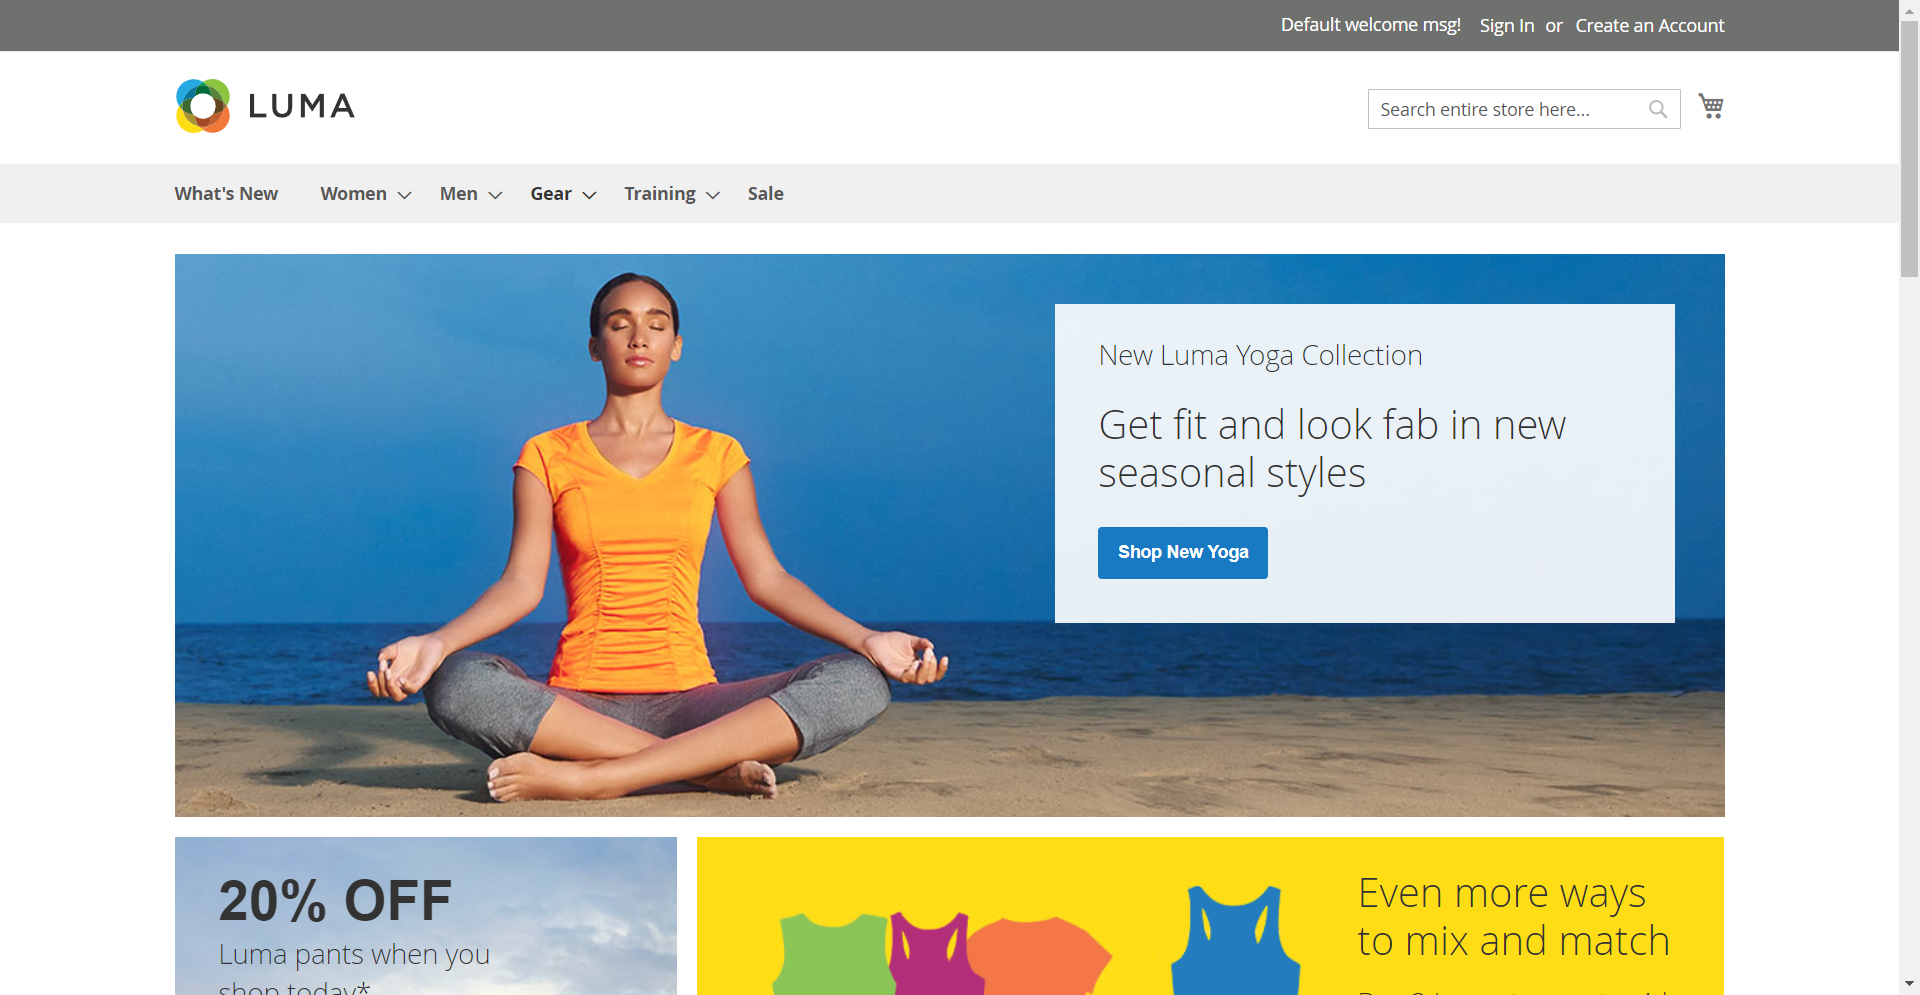 Default welcome msg! Sign In or Create an Account
LUMA
Search entire store here...
What's New Women Men Gear Training Sale
New Luma Yoga Collection
Get fit and look fab in new
seasonal styles
Shop New Yoga
20% OFF
Luma pants when you
shop today*
Even more ways
to mix and match